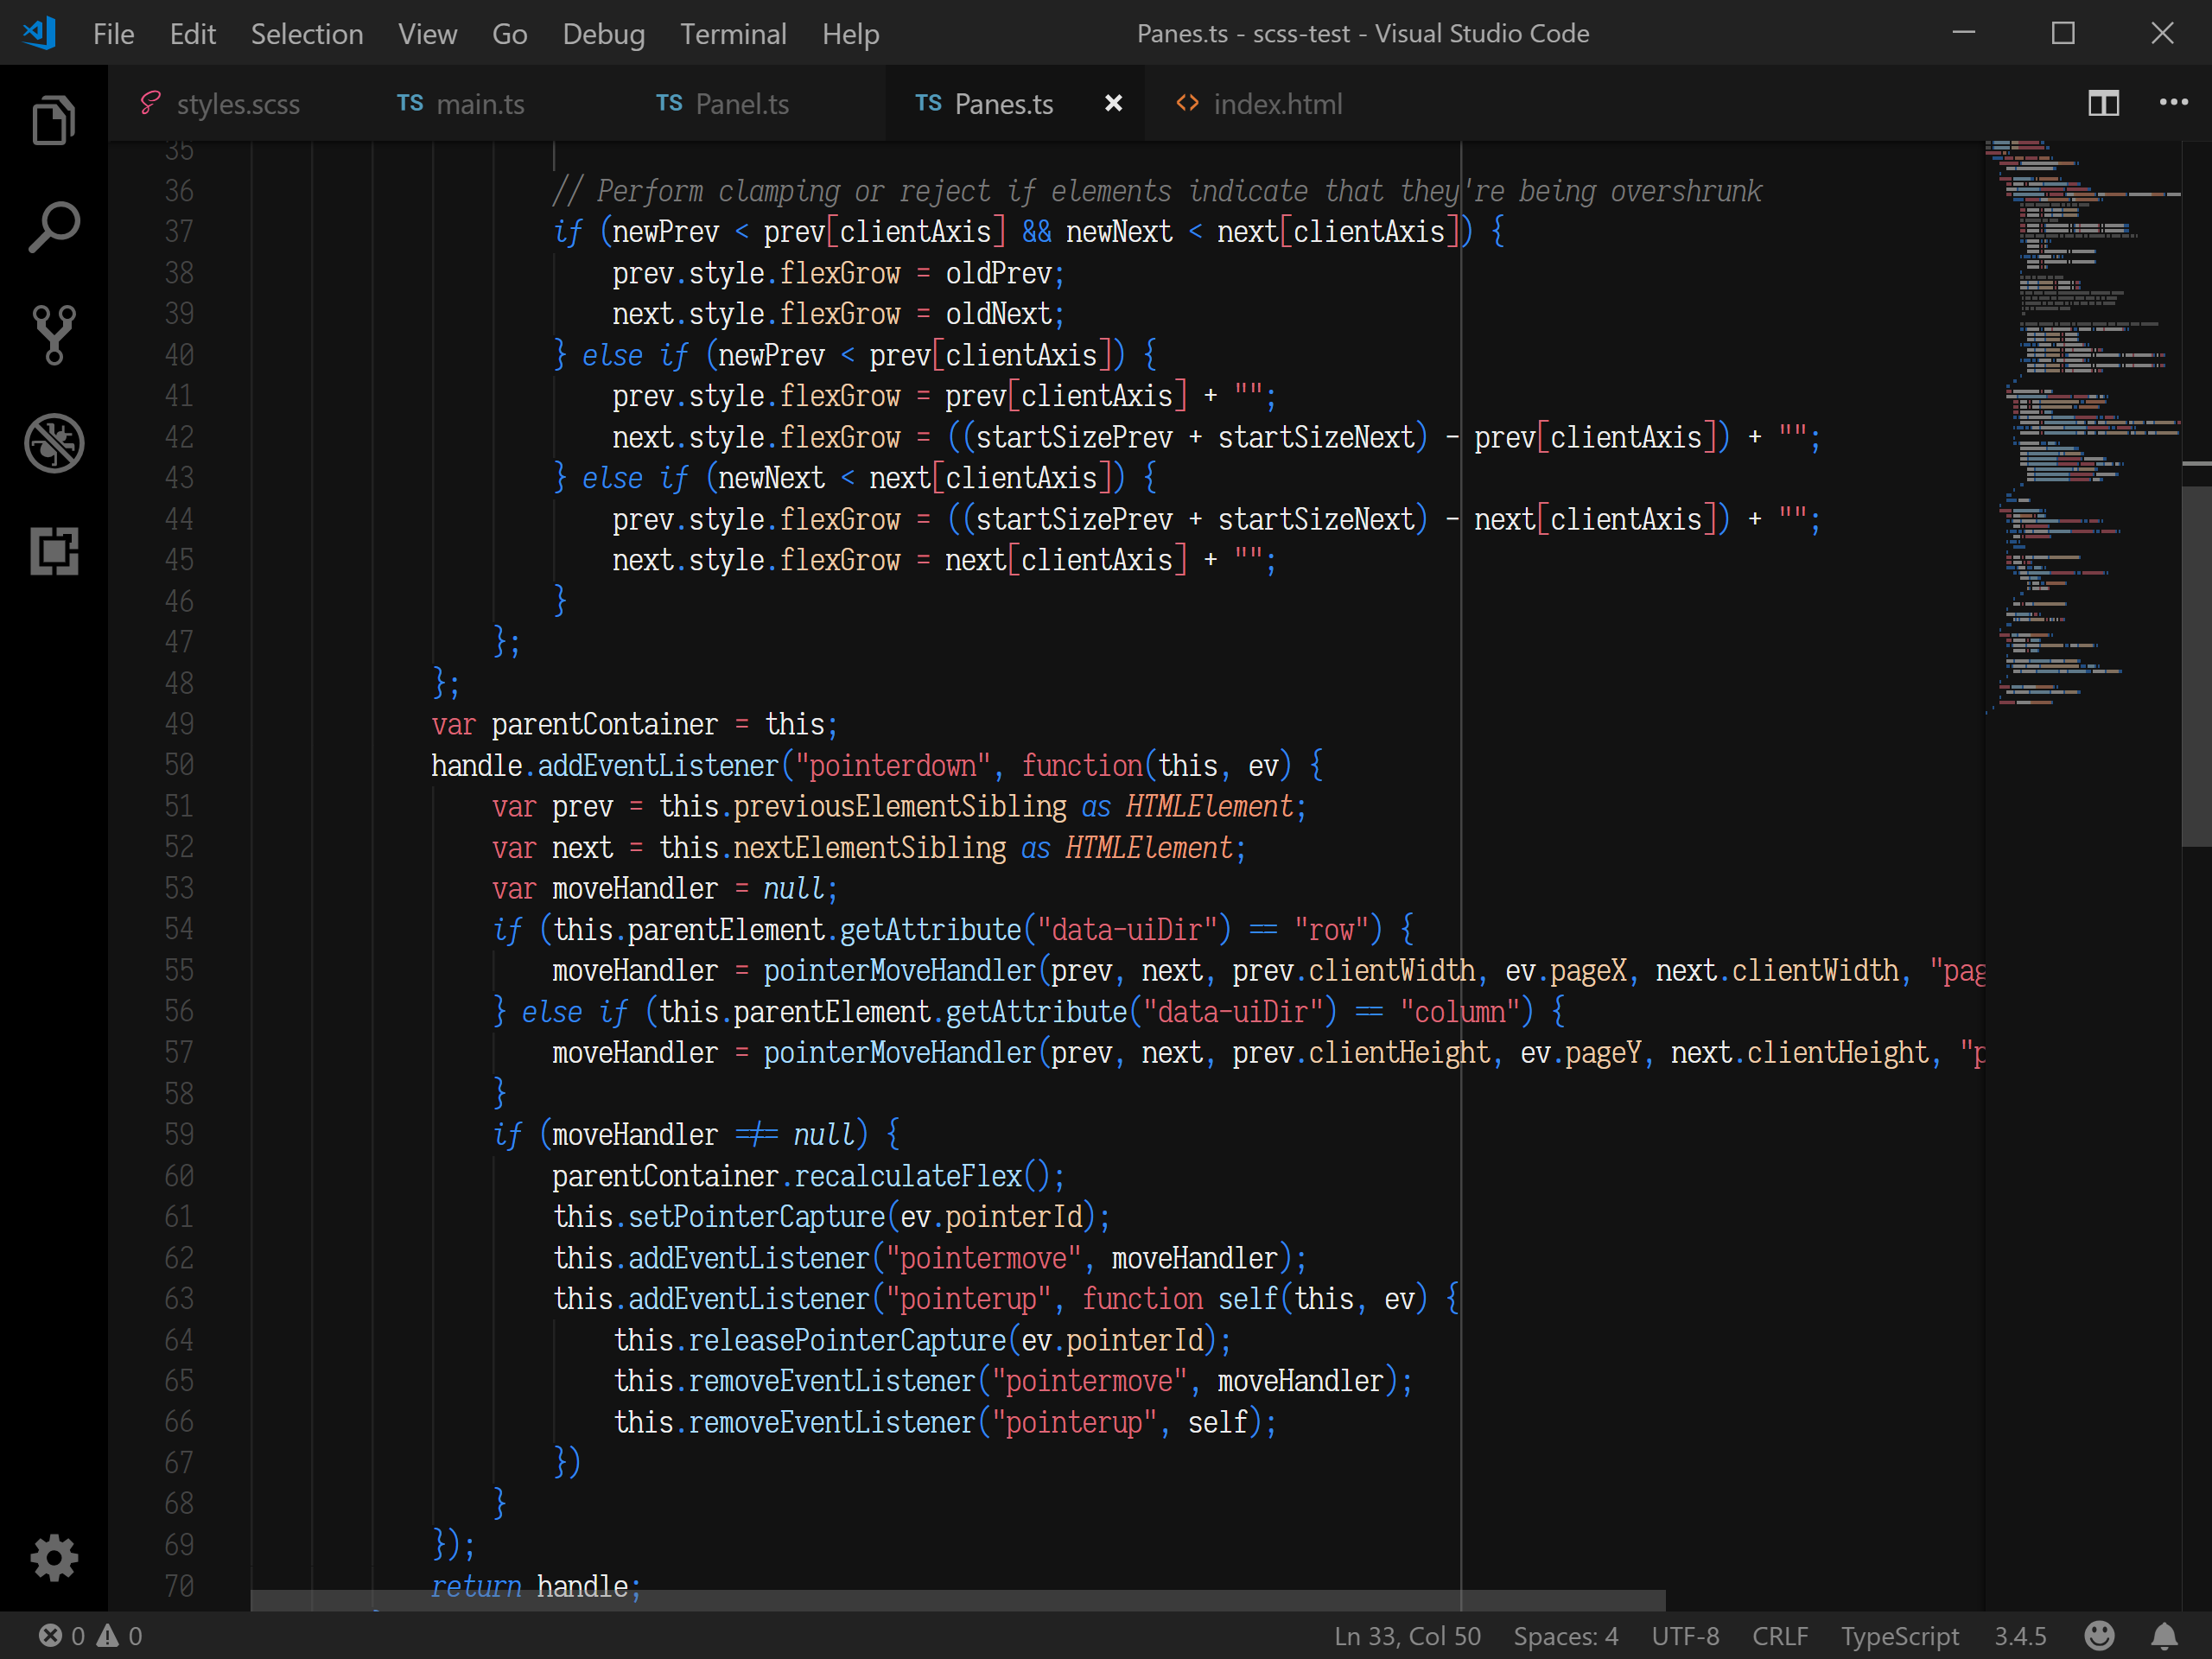 File Edit Selection View Go Debug Terminal Help Panes.ts - scss-test - Visual Studio Code
styles.scss TS main.ts TS Panel.ts TS Panes.ts index.html
35
36 // Perform clamping or reject if elements indicate that they're being overshrunk
37 if (newPrev < prev[clientAxis] && newNext < next[clientAxis]) {
38 prev.style.flexGrow = oldPrev;
39 next.style.flexGrow = oldNext;
40 } else if (newPrev < prev[clientAxis]) {
41 prev.style.flexGrow = prev[clientAxis] + "";
42 next.style.flexGrow = ((startSizePrev + startSizeNext) - prev[clientAxis]) + "";
43 } else if (newNext < next[clientAxis]) {
44 prev.style.flexGrow = ((startSizePrev + startSizeNext) - next[clientAxis]) + "";
45 next.style.flexGrow = next[clientAxis] + "";
46 }
47 };
48 };
49 var parentContainer = this;
50 handle.addEventListener("pointerdown", function(this, ev) {
51 var prev = this.previousElementSibling as HTMLElement;
52 var next = this.nextElementSibling as HTMLElement;
53 var moveHandler = null;
54 if (this.parentElement.getAttribute("data-uiDir") == "row") {
55 moveHandler = pointerMoveHandler(prev, next, prev.clientWidth, ev.pageX, next.clientWidth, "pag
56 } else if (this.parentElement.getAttribute("data-uiDir") == "column") {
57 moveHandler = pointerMoveHandler(prev, next, prev.clientHeight, ev.pageY, next.clientHeight, "p
58 }
59 if (moveHandler !== null) {
60 parentContainer.recalculateFlex();
61 this.setPointerCapture(ev.pointerId);
62 this.addEventListener("pointermove", moveHandler);
63 this.addEventListener("pointerup", function self(this, ev) {
64 this.releasePointerCapture(ev.pointerId);
65 this.removeEventListener("pointermove", moveHandler);
66 this.removeEventListener("pointerup", self);
67 })
68 }
69 });
70 return handle;
0 0 Ln 33, Col 50 Spaces: 4 UTF-8 CRLF TypeScript 3.4.5